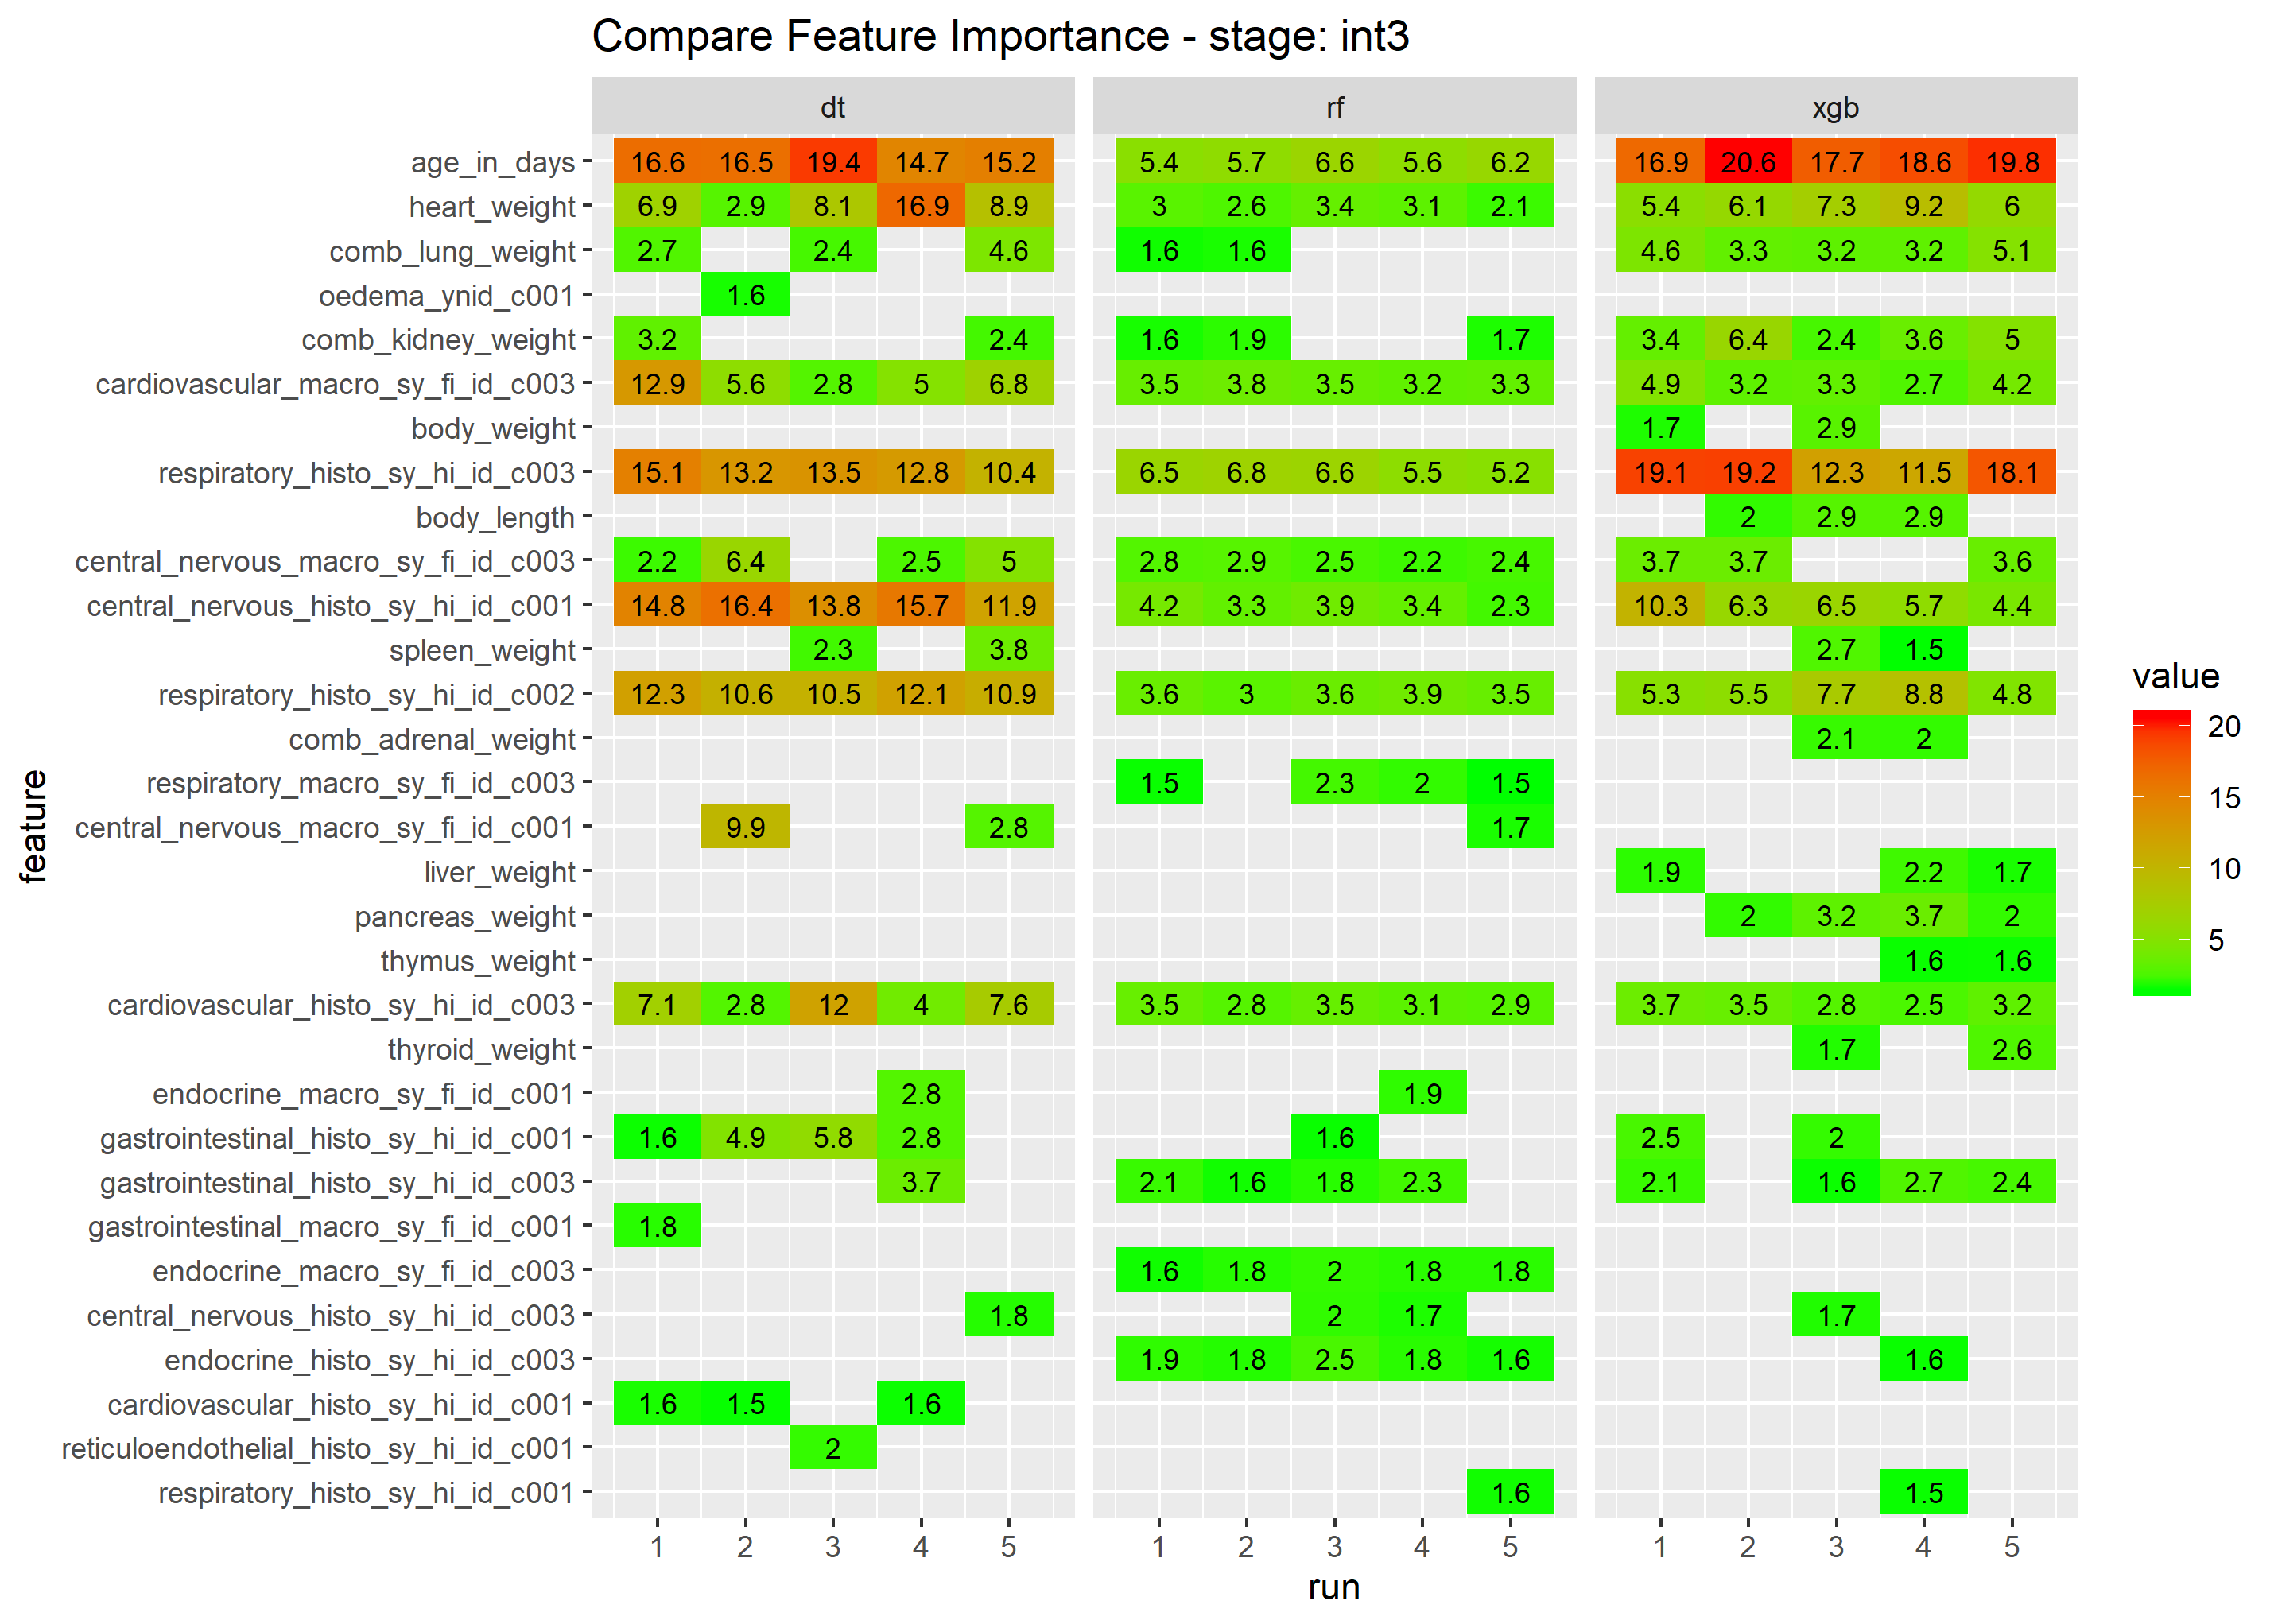 Compare Feature Importance - stage: int3
dt rf xgb
age_in_days 16.6 16.5 19.4 14.7 15.2 5.4 5.7 6.6 5.6 6.2 16.9 20.6 17.7 18.6 19.8
heart_weight 6.9 2.9 8.1 16.9 8.9 3 2.6 3.4 3.1 2.1 5.4 6.1 7.3 9.2 6
comb_lung_weight 2.7 2.4 4.6 1.6 1.6 4.6 3.3 3.2 3.2 5.1
oedema_ynid_c001 1.6
comb_kidney_weight 3.2 2.4 1.6 1.9 1.7 3.4 6.4 2.4 3.6 5
cardiovascular_macro_sy_fi_id_c003 12.9 5.6 2.8 5 6.8 3.5 3.8 3.5 3.2 3.3 4.9 3.2 3.3 2.7 4.2
body_weight 1.7 2.9
respiratory_histo_sy_hi_id_c003 15.1 13.2 13.5 12.8 10.4 6.5 6.8 6.6 5.5 5.2 19.1 19.2 12.3 11.5 18.1
body_length 2 2.9 2.9
central_nervous_macro_sy_fi_id_c003 2.2 6.4 2.5 5 2.8 2.9 2.5 2.2 2.4 3.7 3.7 3.6
central_nervous_histo_sy_hi_id_c001 14.8 16.4 13.8 15.7 11.9 4.2 3.3 3.9 3.4 2.3 10.3 6.3 6.5 5.7 4.4
spleen_weight 2.3 3.8 2.7 1.5
respiratory_histo_sy_hi_id_c002 12.3 10.6 10.5 12.1 10.9 3.6 3 3.6 3.9 3.5 5.3 5.5 7.7 8.8 4.8
comb_adrenal_weight 2.1 2
respiratory_macro_sy_fi_id_c003 1.5 2.3 2 1.5
central_nervous_macro_sy_fi_id_c001 9.9 2.8 1.7
liver_weight 1.9 2.2 1.7
pancreas_weight 2 3.2 3.7 2
thymus_weight 1.6 1.6
cardiovascular_histo_sy_hi_id_c003 7.1 2.8 12 4 7.6 3.5 2.8 3.5 3.1 2.9 3.7 3.5 2.8 2.5 3.2
thyroid_weight 1.7 2.6
endocrine_macro_sy_fi_id_c001 2.8 1.9
gastrointestinal_histo_sy_hi_id_c001 1.6 4.9 5.8 2.8 1.6 2.5 2
gastrointestinal_histo_sy_hi_id_c003 3.7 2.1 1.6 1.8 2.3 2.1 1.6 2.7 2.4
gastrointestinal_macro_sy_fi_id_c001 1.8
endocrine_macro_sy_fi_id_c003 1.6 1.8 2 1.8 1.8
central_nervous_histo_sy_hi_id_c003 1.8 2 1.7 1.7
endocrine_histo_sy_hi_id_c003 1.9 1.8 2.5 1.8 1.6 1.6
cardiovascular_histo_sy_hi_id_c001 1.6 1.5 1.6
reticuloendothelial_histo_sy_hi_id_c001 2
respiratory_histo_sy_hi_id_c001 1.6 1.5
1 2 3 4 5 1 2 3 4 5 1 2 3 4 5
run
feature
value
20
15
10
5